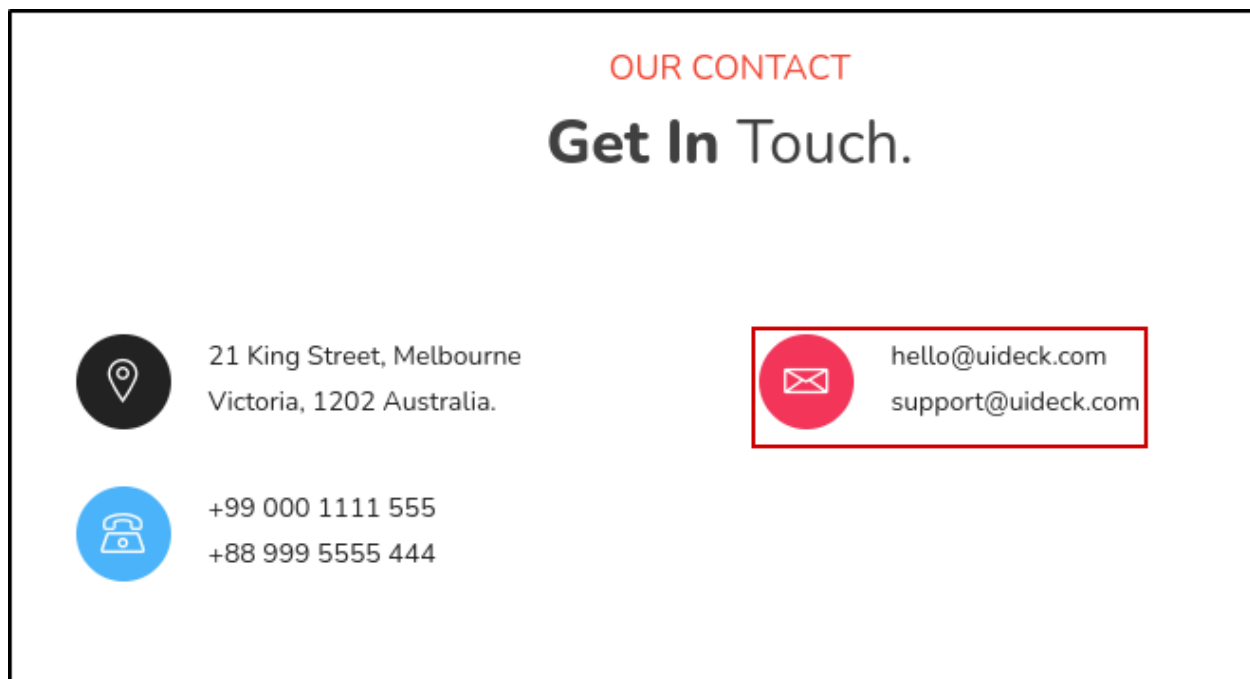 OUR CONTACT
Get In Touch.
21 King Street, Melbourne
Victoria, 1202 Australia.
hello@uideck.com
support@uideck.com
+99 000 1111 555
+88 999 5555 444